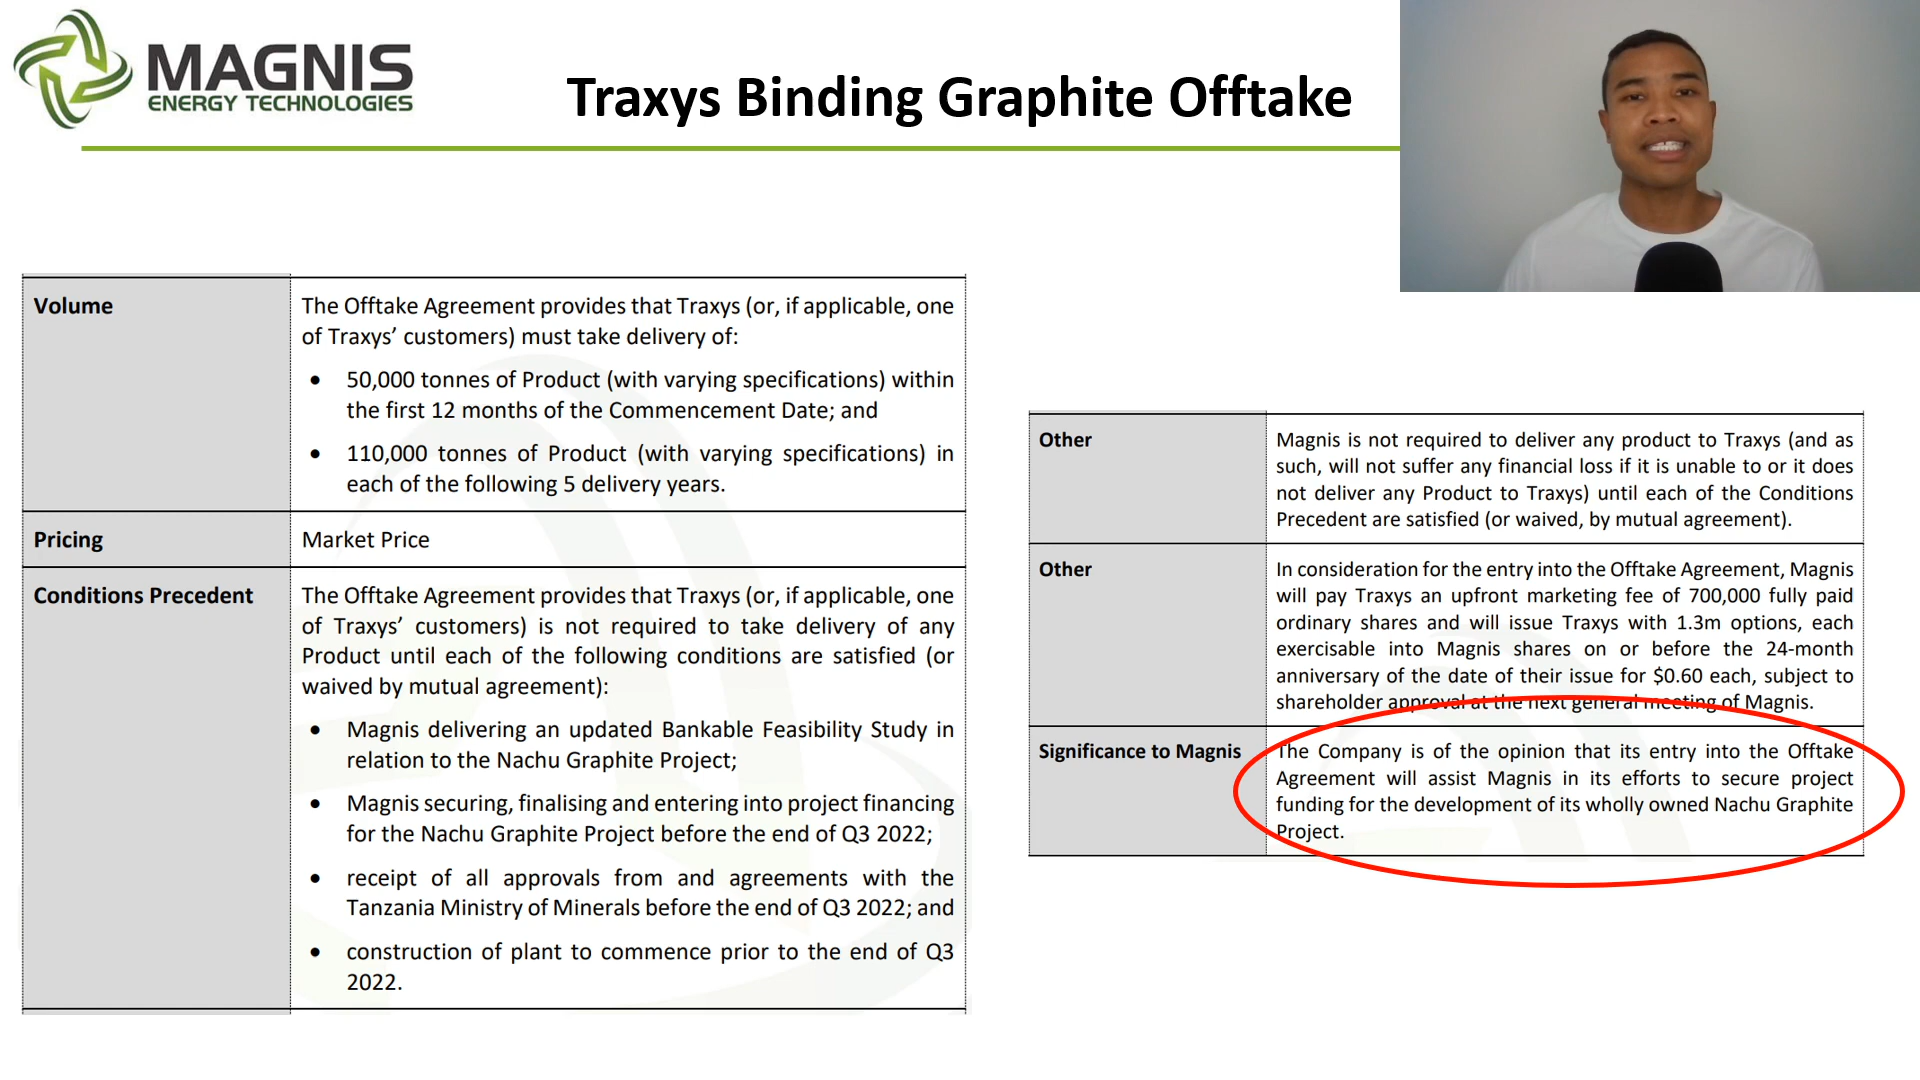 MAGNIS
ENERGY TECHNOLOGIES
Traxys Binding Graphite Offtake
Volume
The Offtake Agreement provides that Traxys (or, if applicable, one
of Traxys’ customers) must take delivery of:
• 50,000 tonnes of Product (with varying specifications) within
the first 12 months of the Commencement Date; and
• 110,000 tonnes of Product (with varying specifications) in
each of the following 5 delivery years.
Pricing
Market Price
Conditions Precedent
The Offtake Agreement provides that Traxys (or, if applicable, one
of Traxys’ customers) is not required to take delivery of any
Product until each of the following conditions are satisfied (or
waived by mutual agreement):
• Magnis delivering an updated Bankable Feasibility Study in
relation to the Nachu Graphite Project;
• Magnis securing, finalising and entering into project financing
for the Nachu Graphite Project before the end of Q3 2022;
• receipt of all approvals from and agreements with the
Tanzania Ministry of Minerals before the end of Q3 2022; and
• construction of plant to commence prior to the end of Q3
2022.
Other
Magnis is not required to deliver any product to Traxys (and as
such, will not suffer any financial loss if it is unable to or it does
not deliver any Product to Traxys) until each of the Conditions
Precedent are satisfied (or waived, by mutual agreement).
Other
In consideration for the entry into the Offtake Agreement, Magnis
will pay Traxys an upfront marketing fee of 700,000 fully paid
ordinary shares and will issue Traxys with 1.3m options, each
exercisable into Magnis shares on or before the 24-month
anniversary of the date of their issue for $0.60 each, subject to
shareholder approval at the next general meeting of Magnis.
Significance to Magnis
The Company is of the opinion that its entry into the Offtake
Agreement will assist Magnis in its efforts to secure project
funding for the development of its wholly owned Nachu Graphite
Project.